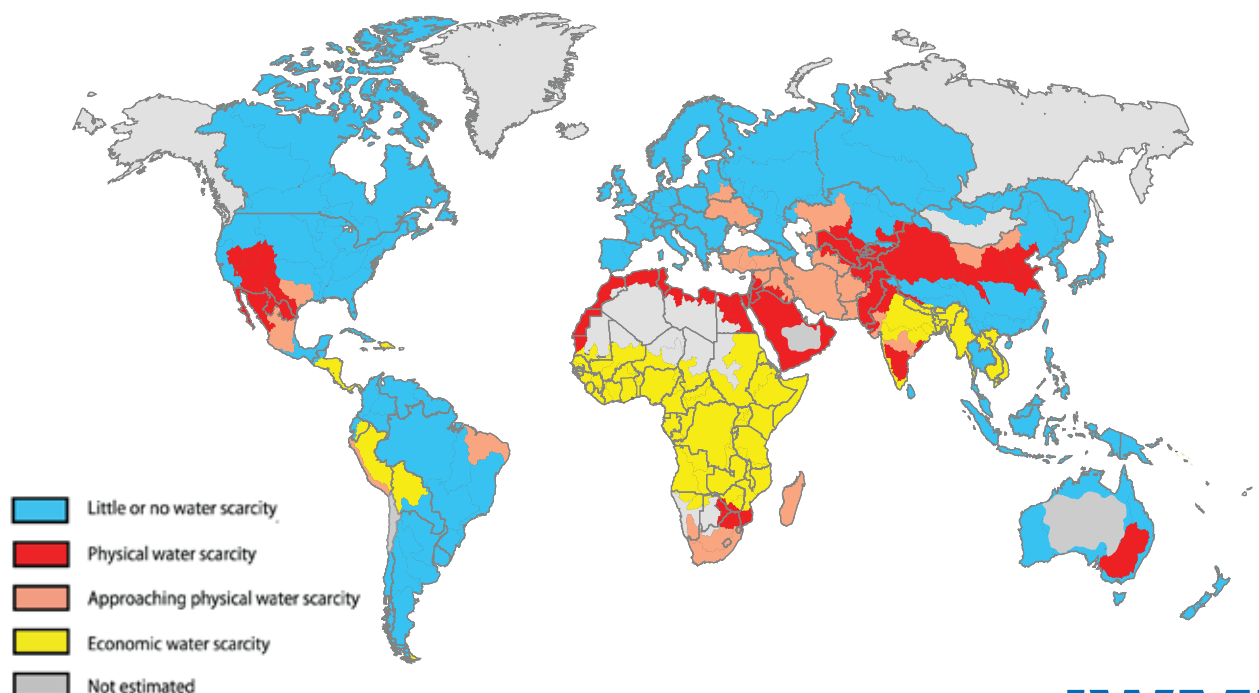 Little or no water scarcity
Physical water scarcity
Approaching physical water scarcity
Economic water scarcity
Not estimated